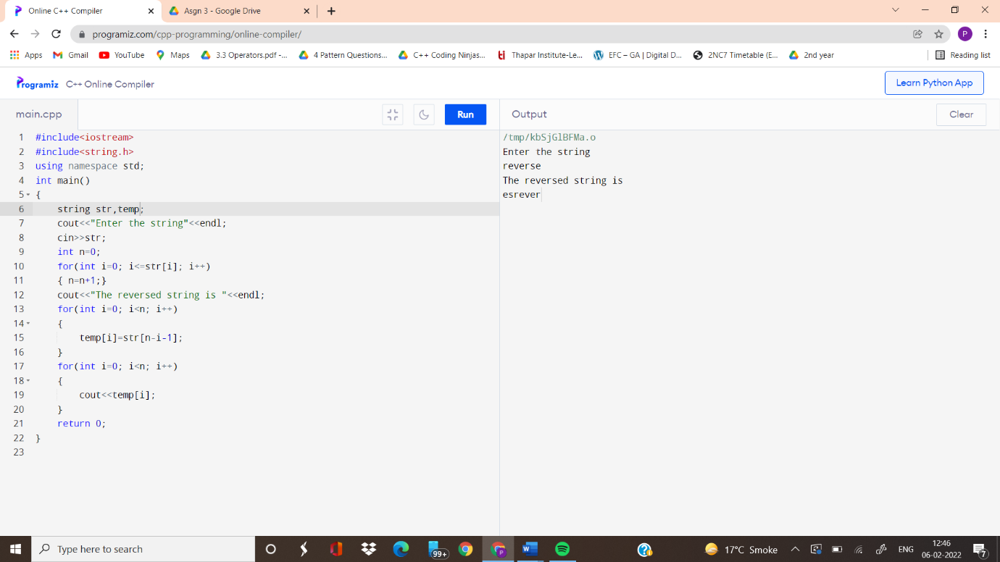 Online C++ Compiler
Asgn 3 - Google Drive
programiz.com/cpp-programming/online-compiler/
P
Apps
Gmail
YouTube
Maps
3.3 Operators.pdf -...
4 Pattern Questions...
C++ Coding Ninjas...
Thapar Institute-Le...
EFC – GA | Digital D...
2NC7 Timetable (E...
2nd year
Reading list
Programiz C++ Online Compiler
Learn Python App
main.cpp
Run
Output
Clear
1 #include<iostream>
2 #include<string.h>
3 using namespace std;
4 int main()
5 {
6 string str,temp;
7 cout<<"Enter the string"<<endl;
8 cin>>str;
9 int n=0;
10 for(int i=0; i<=str[i]; i++)
11 { n=n+1;}
12 cout<<"The reversed string is "<<endl;
13 for(int i=0; i<n; i++)
14 {
15 temp[i]=str[n-i-1];
16 }
17 for(int i=0; i<n; i++)
18 {
19 cout<<temp[i];
20 }
21 return 0;
22 }
23
/tmp/kbSjGlBFMa.o
Enter the string
reverse
The reversed string is
esrever
Type here to search
99+
P
17°C Smoke
ENG
12:46
06-02-2022
7